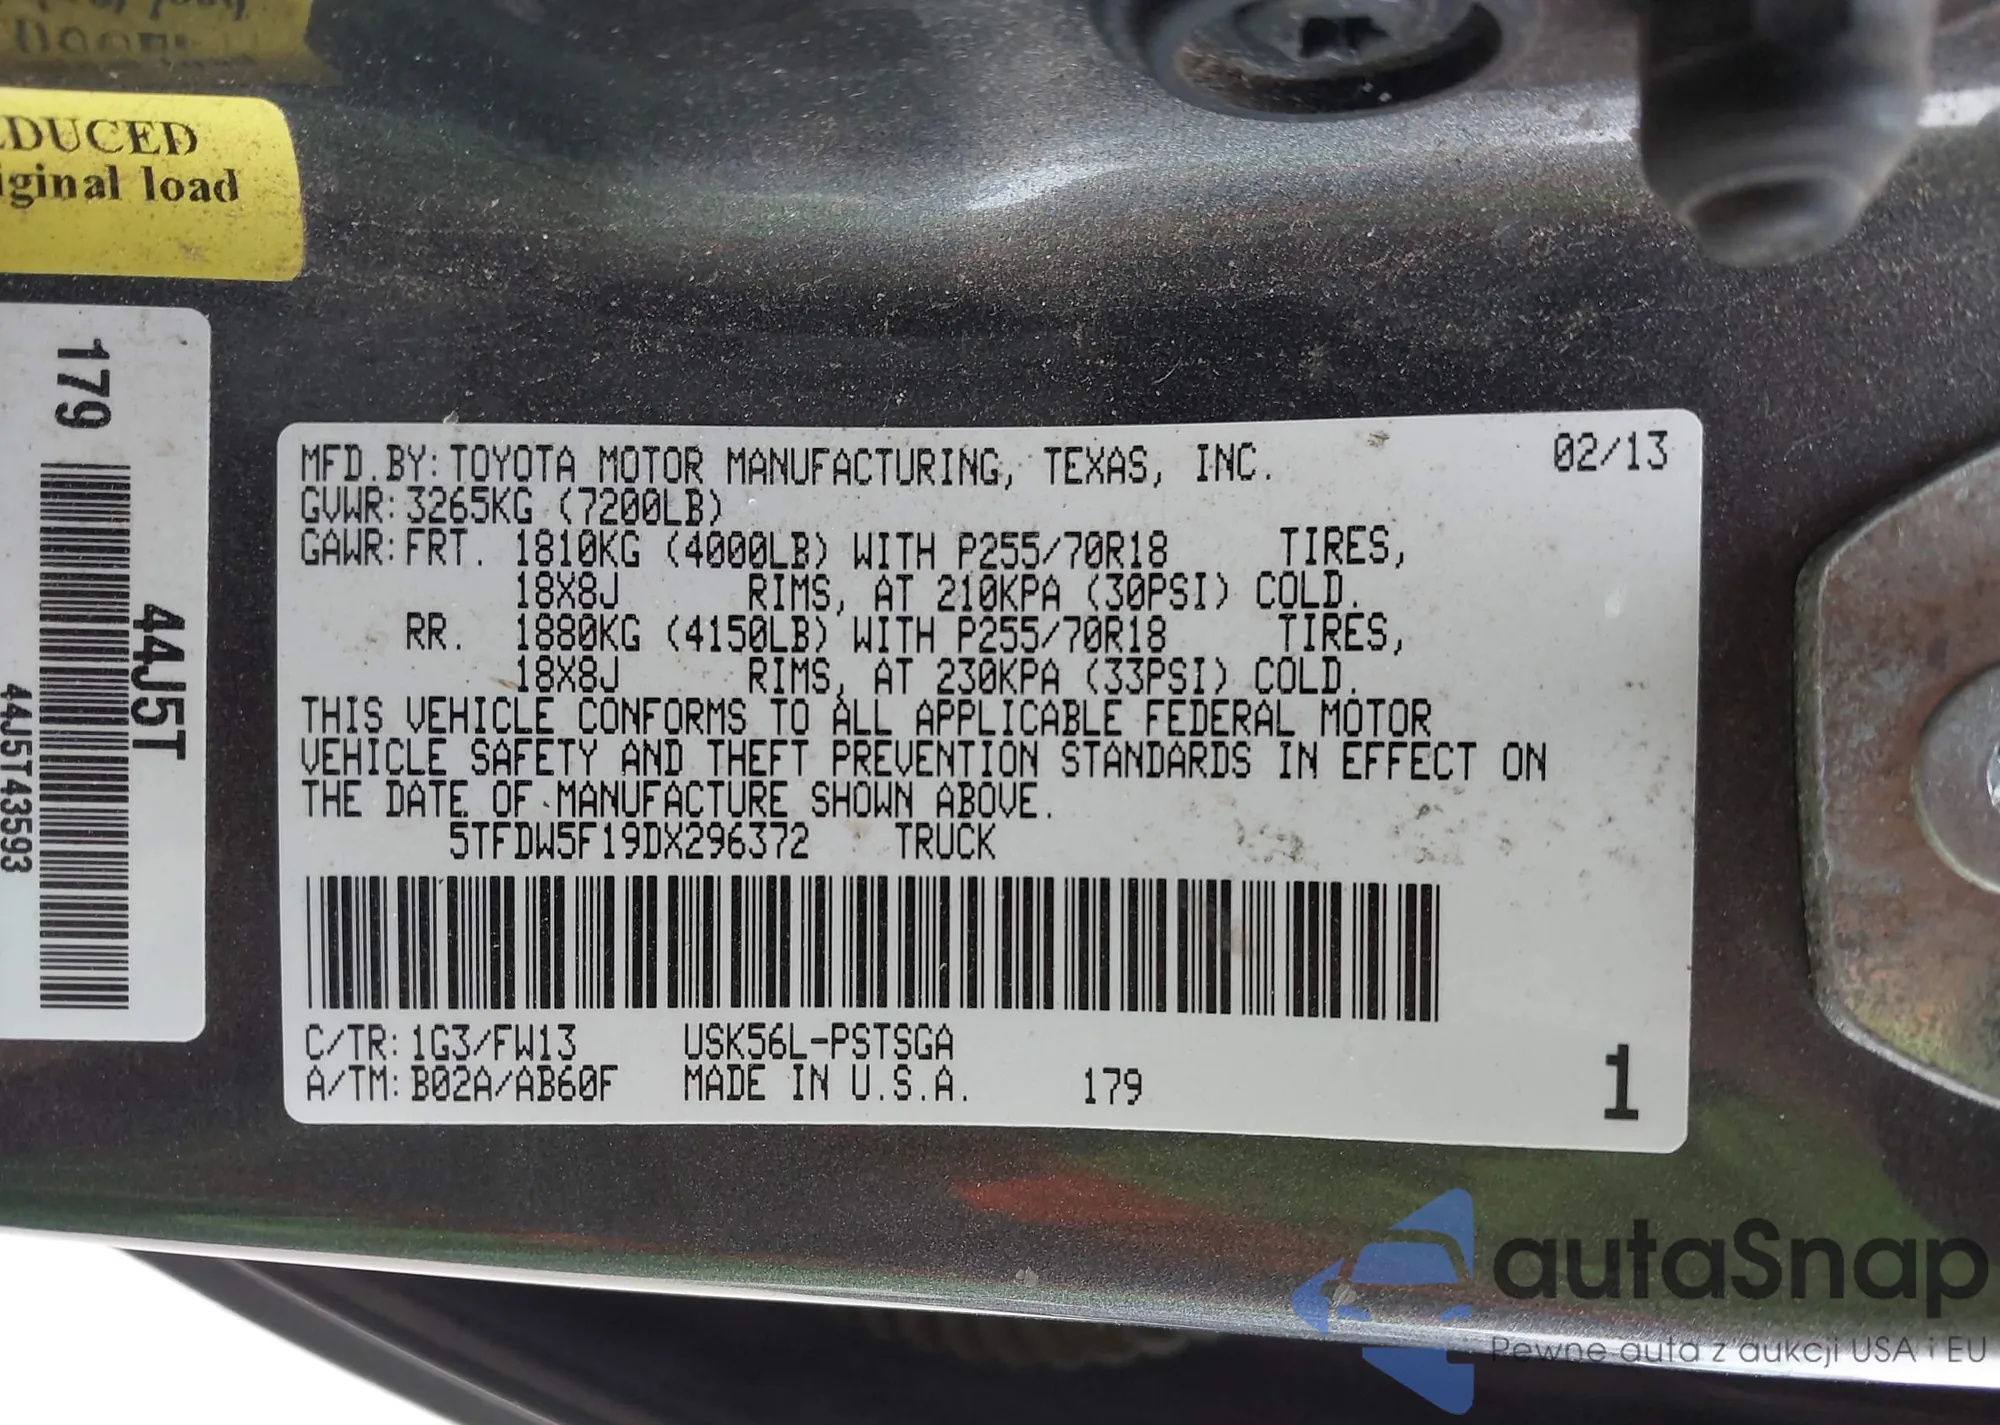 EDUCED
iginal load
179
44J5T
44J5T43593
MFD.BY:TOYOTA MOTOR MANUFACTURING, TEXAS, INC. 02/13
GVWR:3265KG (7200LB)
GAWR:FRT. 1810KG (4000LB) WITH P255/70R18 TIRES,
18X8J RIMS, AT 210KPA (30PSI) COLD.
RR. 1880KG (4150LB) WITH P255/70R18 TIRES,
18X8J RIMS, AT 230KPA (33PSI) COLD.
THIS VEHICLE CONFORMS TO ALL APPLICABLE FEDERAL MOTOR
VEHICLE SAFETY AND THEFT PREVENTION STANDARDS IN EFFECT ON
THE DATE OF MANUFACTURE SHOWN ABOVE.
5TFDW5F19DX296372 TRUCK
C/TR:1G3/FW13 USK56L-PSTSGA
A/TM:B02A/AB60F MADE IN U.S.A. 179
1
autaSnap
Pewne auta z aukcji USA i EU